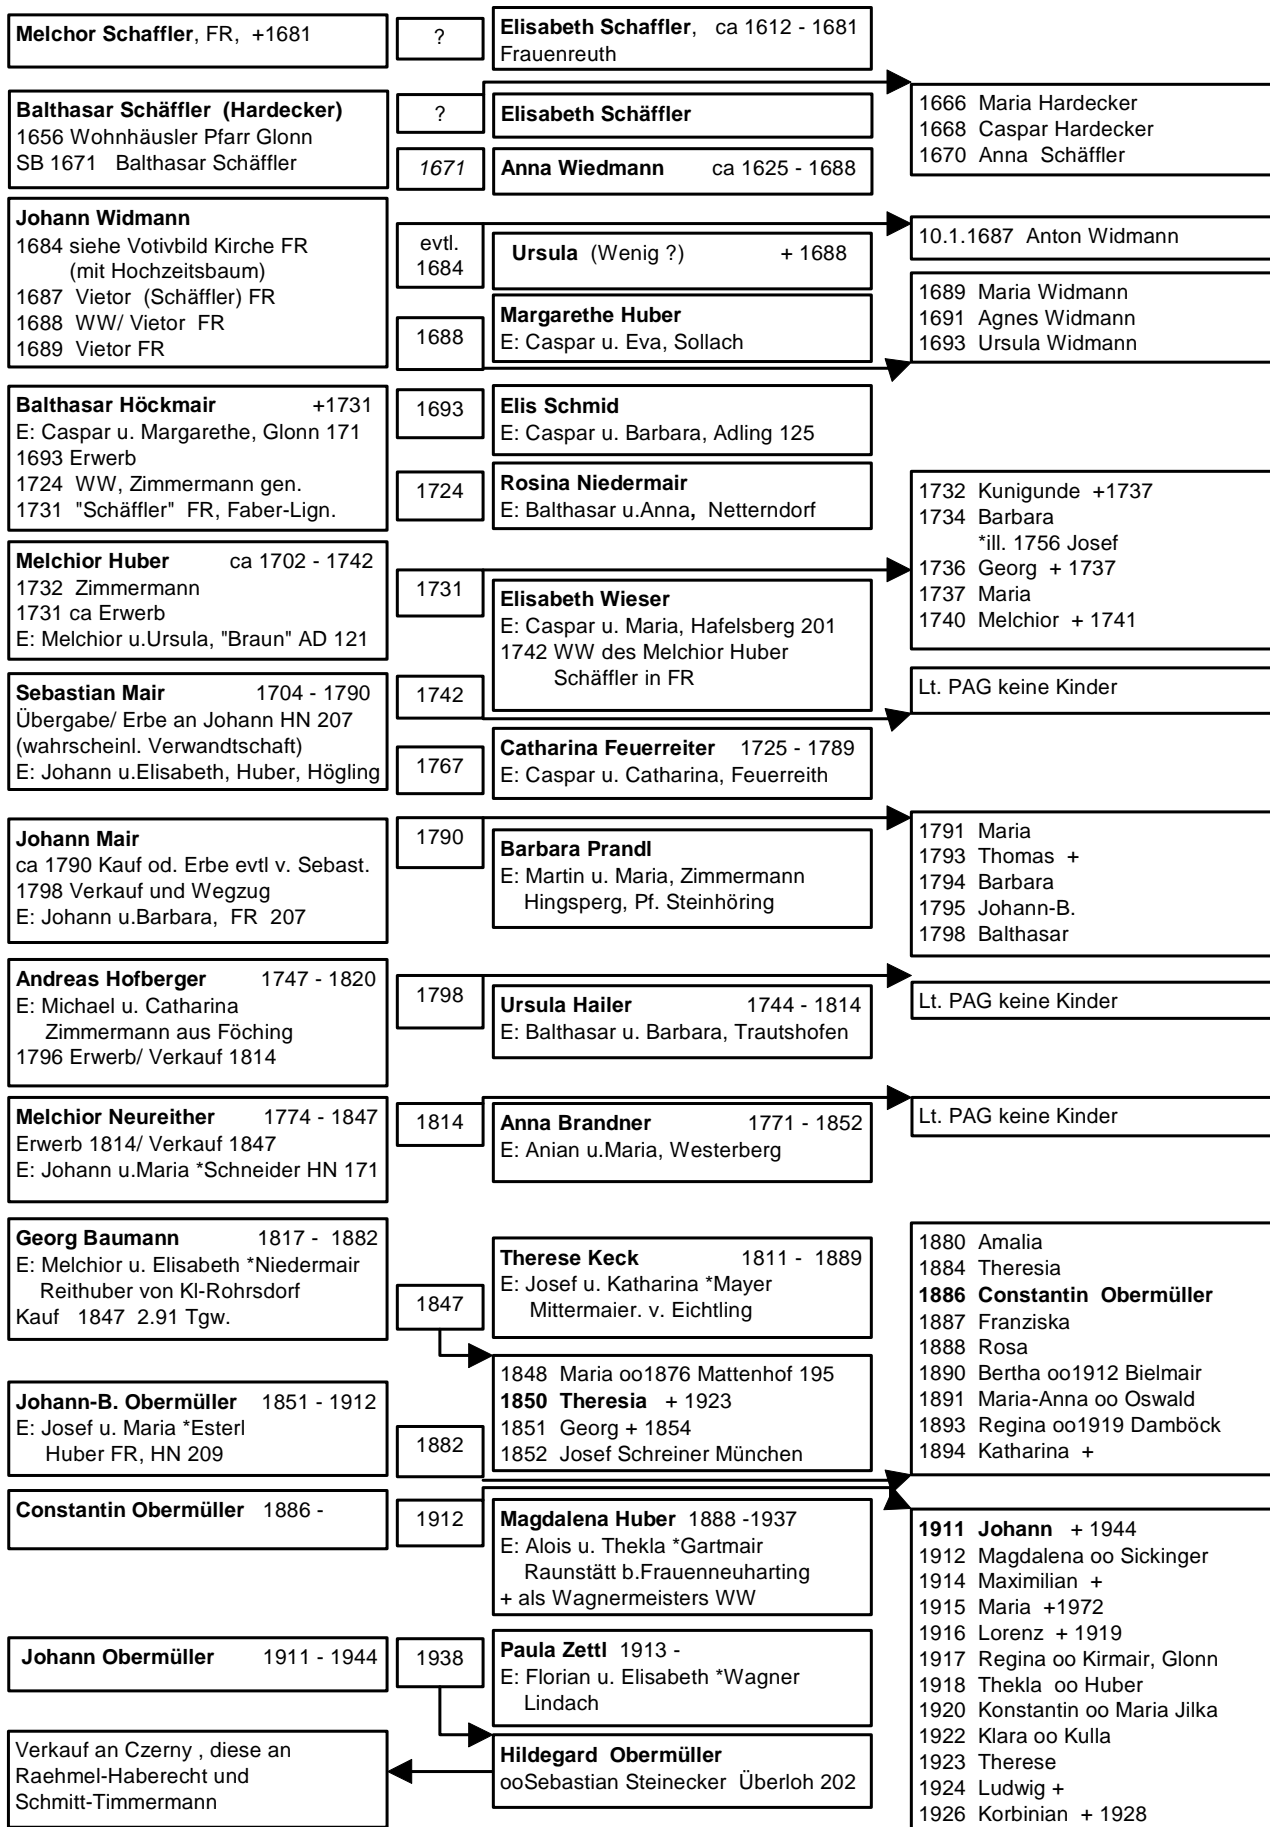 Melchor Schaffler, FR, +1681
?
Elisabeth Schaffler, ca 1612 - 1681
Frauenreuth
Balthasar Schäffler (Hardecker)
1656 Wohnhäusler Pfarr Glonn
SB 1671 Balthasar Schäffler
?
Elisabeth Schäffler
1671
Anna Wiedmann ca 1625 - 1688
1666 Maria Hardecker
1668 Caspar Hardecker
1670 Anna Schäffler
Johann Widmann
1684 siehe Votivbild Kirche FR
(mit Hochzeitsbaum)
1687 Vietor (Schäffler) FR
1688 WW/ Vietor FR
1689 Vietor FR
evtl.
1684
Ursula (Wenig ?) + 1688
10.1.1687 Anton Widmann
1688
Margarethe Huber
E: Caspar u. Eva, Sollach
1689 Maria Widmann
1691 Agnes Widmann
1693 Ursula Widmann
Balthasar Höckmair +1731
E: Caspar u. Margarethe, Glonn 171
1693 Erwerb
1724 WW, Zimmermann gen.
1731 "Schäffler" FR, Faber-Lign.
1693
Elis Schmid
E: Caspar u. Barbara, Adling 125
1724
Rosina Niedermair
E: Balthasar u.Anna, Netterndorf
Melchior Huber ca 1702 - 1742
1732 Zimmermann
1731 ca Erwerb
E: Melchior u.Ursula, "Braun" AD 121
1731
Elisabeth Wieser
E: Caspar u. Maria, Hafelsberg 201
1742 WW des Melchior Huber
Schäffler in FR
1732 Kunigunde +1737
1734 Barbara
*ill. 1756 Josef
1736 Georg + 1737
1737 Maria
1740 Melchior + 1741
Sebastian Mair 1704 - 1790
Übergabe/ Erbe an Johann HN 207
(wahrscheinl. Verwandtschaft)
E: Johann u.Elisabeth, Huber, Högling
1742
Lt. PAG keine Kinder
1767
Catharina Feuerreiter 1725 - 1789
E: Caspar u. Catharina, Feuerreith
Johann Mair
ca 1790 Kauf od. Erbe evtl v. Sebast.
1798 Verkauf und Wegzug
E: Johann u.Barbara, FR 207
1790
Barbara Prandl
E: Martin u. Maria, Zimmermann
Hingsperg, Pf. Steinhöring
1791 Maria
1793 Thomas +
1794 Barbara
1795 Johann-B.
1798 Balthasar
Andreas Hofberger 1747 - 1820
E: Michael u. Catharina
Zimmermann aus Föching
1796 Erwerb/ Verkauf 1814
1798
Ursula Hailer 1744 - 1814
E: Balthasar u. Barbara, Trautshofen
Lt. PAG keine Kinder
Melchior Neureither 1774 - 1847
Erwerb 1814/ Verkauf 1847
E: Johann u.Maria *Schneider HN 171
1814
Anna Brandner 1771 - 1852
E: Anian u.Maria, Westerberg
Lt. PAG keine Kinder
Georg Baumann 1817 - 1882
E: Melchior u. Elisabeth *Niedermair
Reithuber von Kl-Rohrsdorf
Kauf 1847 2.91 Tgw.
1847
Therese Keck 1811 - 1889
E: Josef u. Katharina *Mayer
Mittermaier. v. Eichtling
1848 Maria oo1876 Mattenhof 195
1850 Theresia + 1923
1851 Georg + 1854
1852 Josef Schreiner München
1880 Amalia
1884 Theresia
1886 Constantin Obermüller
1887 Franziska
1888 Rosa
1890 Bertha oo1912 Bielmair
1891 Maria-Anna oo Oswald
1893 Regina oo1919 Damböck
1894 Katharina +
Johann-B. Obermüller 1851 - 1912
E: Josef u. Maria *Esterl
Huber FR, HN 209
1882
Constantin Obermüller 1886 -
1912
Magdalena Huber 1888 -1937
E: Alois u. Thekla *Gartmair
Raunstätt b.Frauenneuharting
+ als Wagnermeisters WW
1911 Johann + 1944
1912 Magdalena oo Sickinger
1914 Maximilian +
1915 Maria +1972
1916 Lorenz + 1919
1917 Regina oo Kirmair, Glonn
1918 Thekla oo Huber
1920 Konstantin oo Maria Jilka
1922 Klara oo Kulla
1923 Therese
1924 Ludwig +
1926 Korbinian + 1928
Johann Obermüller 1911 - 1944
1938
Paula Zettl 1913 -
E: Florian u. Elisabeth *Wagner
Lindach
Verkauf an Czerny , diese an
Raehmel-Haberecht und
Schmitt-Timmermann
Hildegard Obermüller
ooSebastian Steinecker Überloh 202